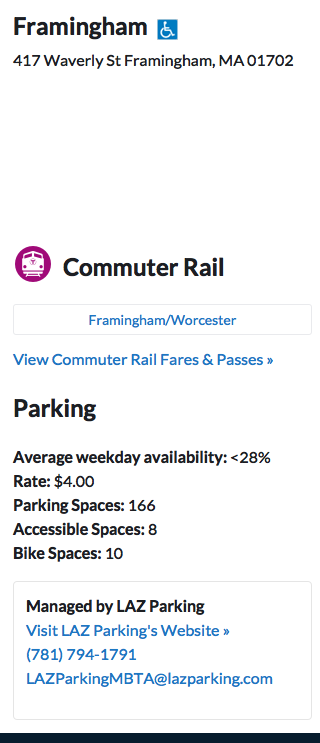 Framingham
417 Waverly St Framingham, MA 01702
Commuter Rail
Framingham/Worcester
View Commuter Rail Fares & Passes »
Parking
Average weekday availability: <28%
Rate: $4.00
Parking Spaces: 166
Accessible Spaces: 8
Bike Spaces: 10
Managed by LAZ Parking
Visit LAZ Parking's Website »
(781) 794-1791
LAZParkingMBTA@lazparking.com